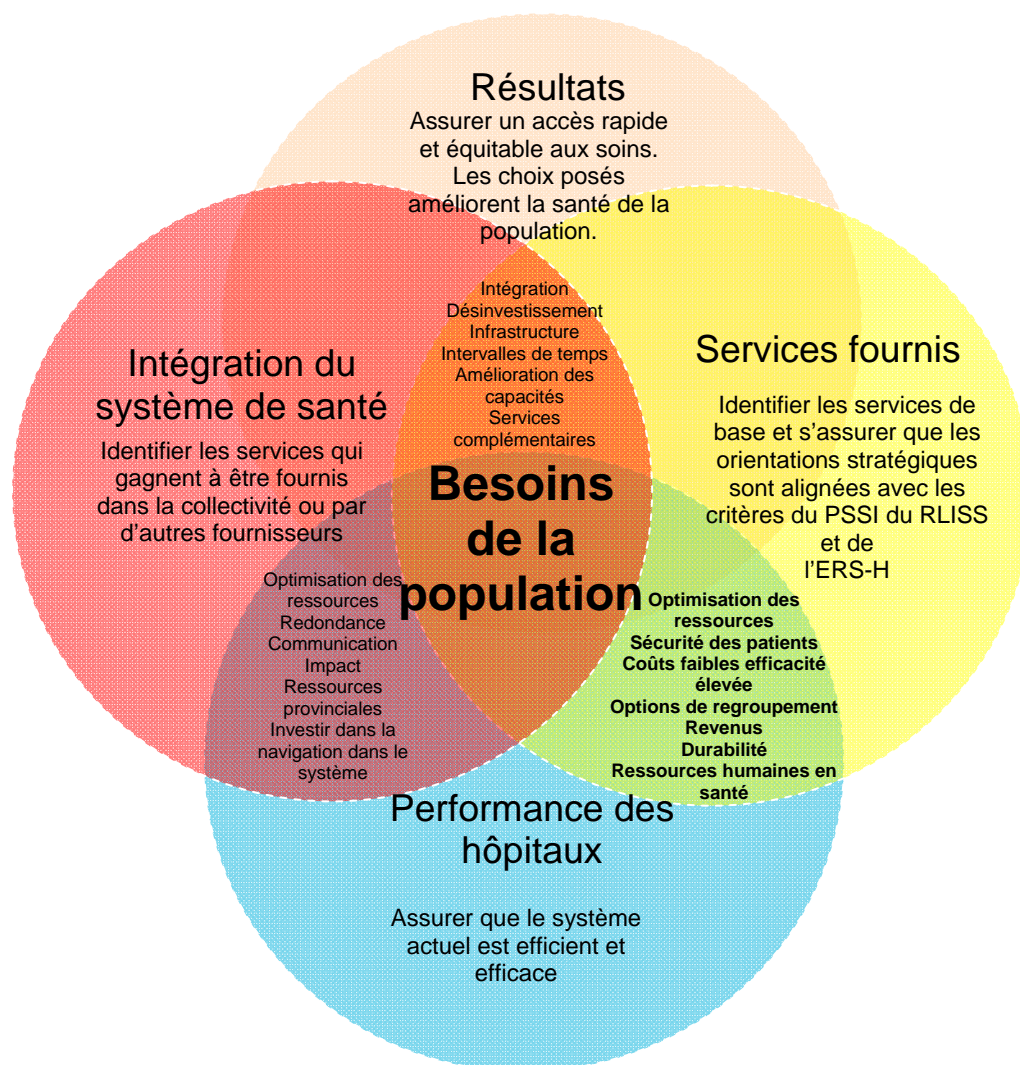 Résultats
Assurer un accès rapide
et équitable aux soins.
Les choix posés
améliorent la santé de la
population.
Intégration
Désinvestissement
Infrastructure
Intervalles de temps
Amélioration des
capacités
Services
complémentaires
Intégration du
système de santé
Identifier les services qui
gagnent à être fournis
dans la collectivité ou par
d'autres fournisseurs
Services fournis
Identifier les services de
base et s'assurer que les
orientations stratégiques
sont alignées avec les
critères du PSSI du RLISS
et de
l'ERS-H
Besoins
de la
population
Optimisation des
ressources
Redondance
Communication
Impact
Ressources
provinciales
Investir dans la
navigation dans le
système
Optimisation des
ressources
Sécurité des patients
Coûts faibles efficacité
élevée
Options de regroupement
Revenus
Durabilité
Ressources humaines en
santé
Performance des
hôpitaux
Assurer que le système
actuel est efficient et
efficace